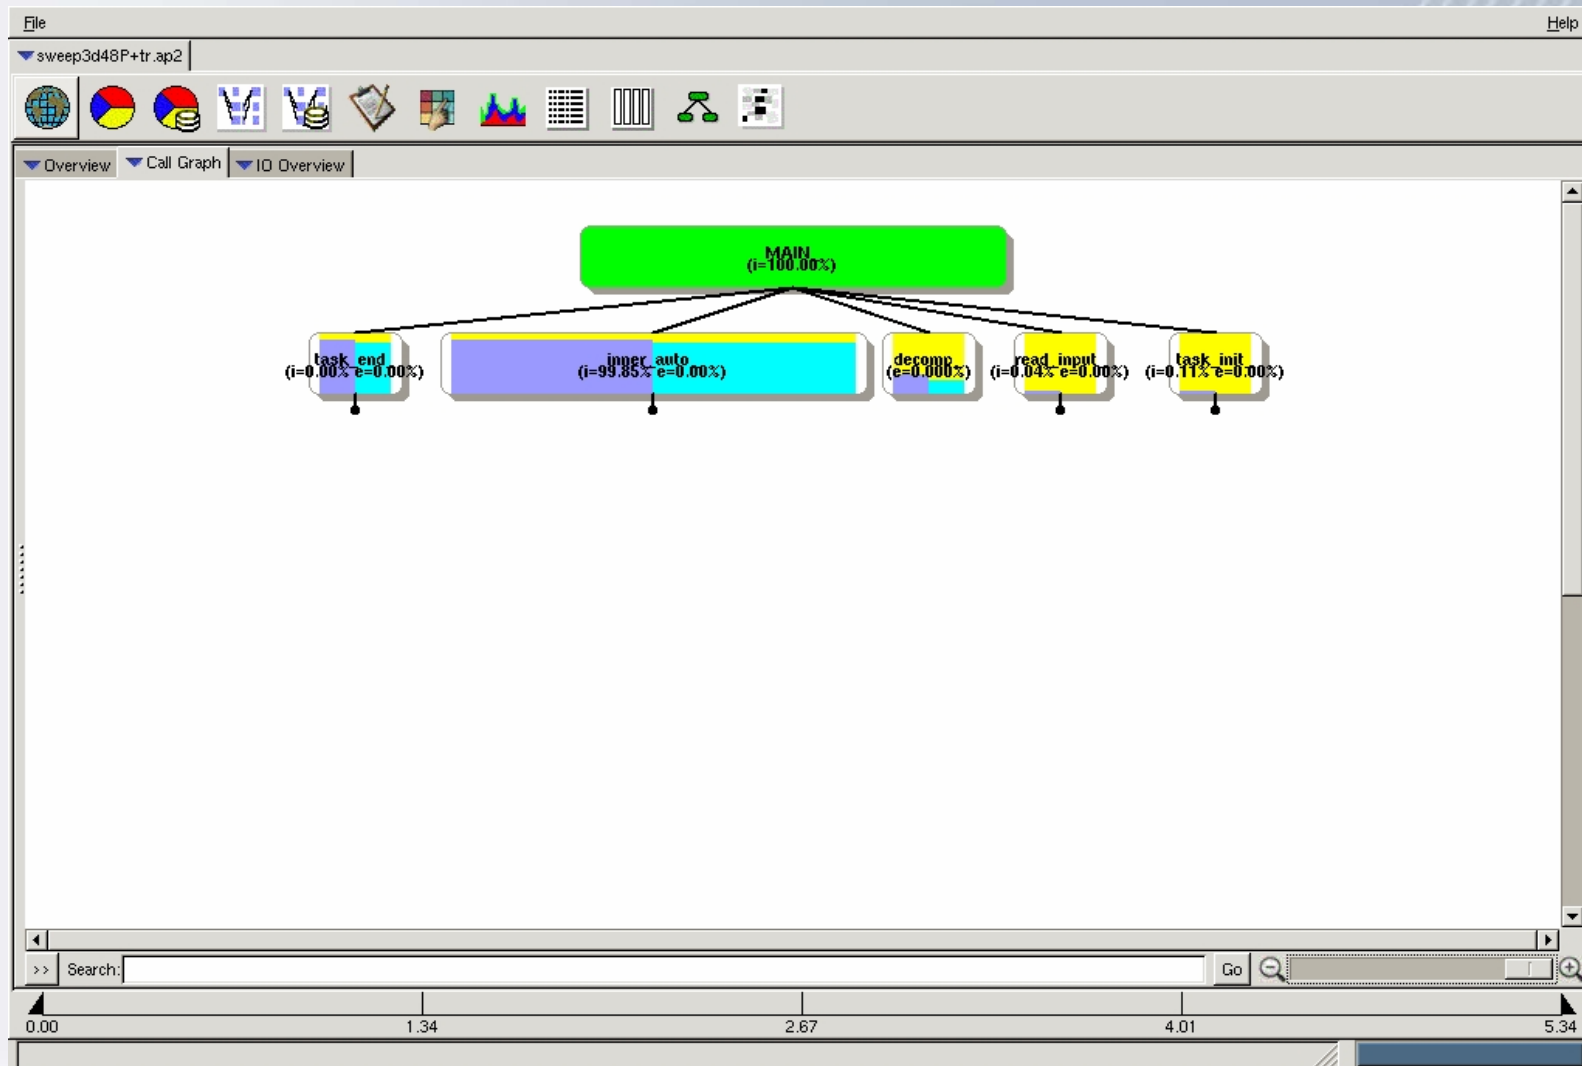 File Help
sweep3d48P+tr.ap2
Overview Call Graph IO Overview
MAIN
(i=100.00%)
task_end inner_auto decomp read_input task_init
(i=0.00% e=0.00%) (i=99.85% e=0.00%) (e=0.000%) (i=0.04% e=0.00%) (i=0.11% e=0.00%)
>> Search: Go
0.00 1.34 2.67 4.01 5.34